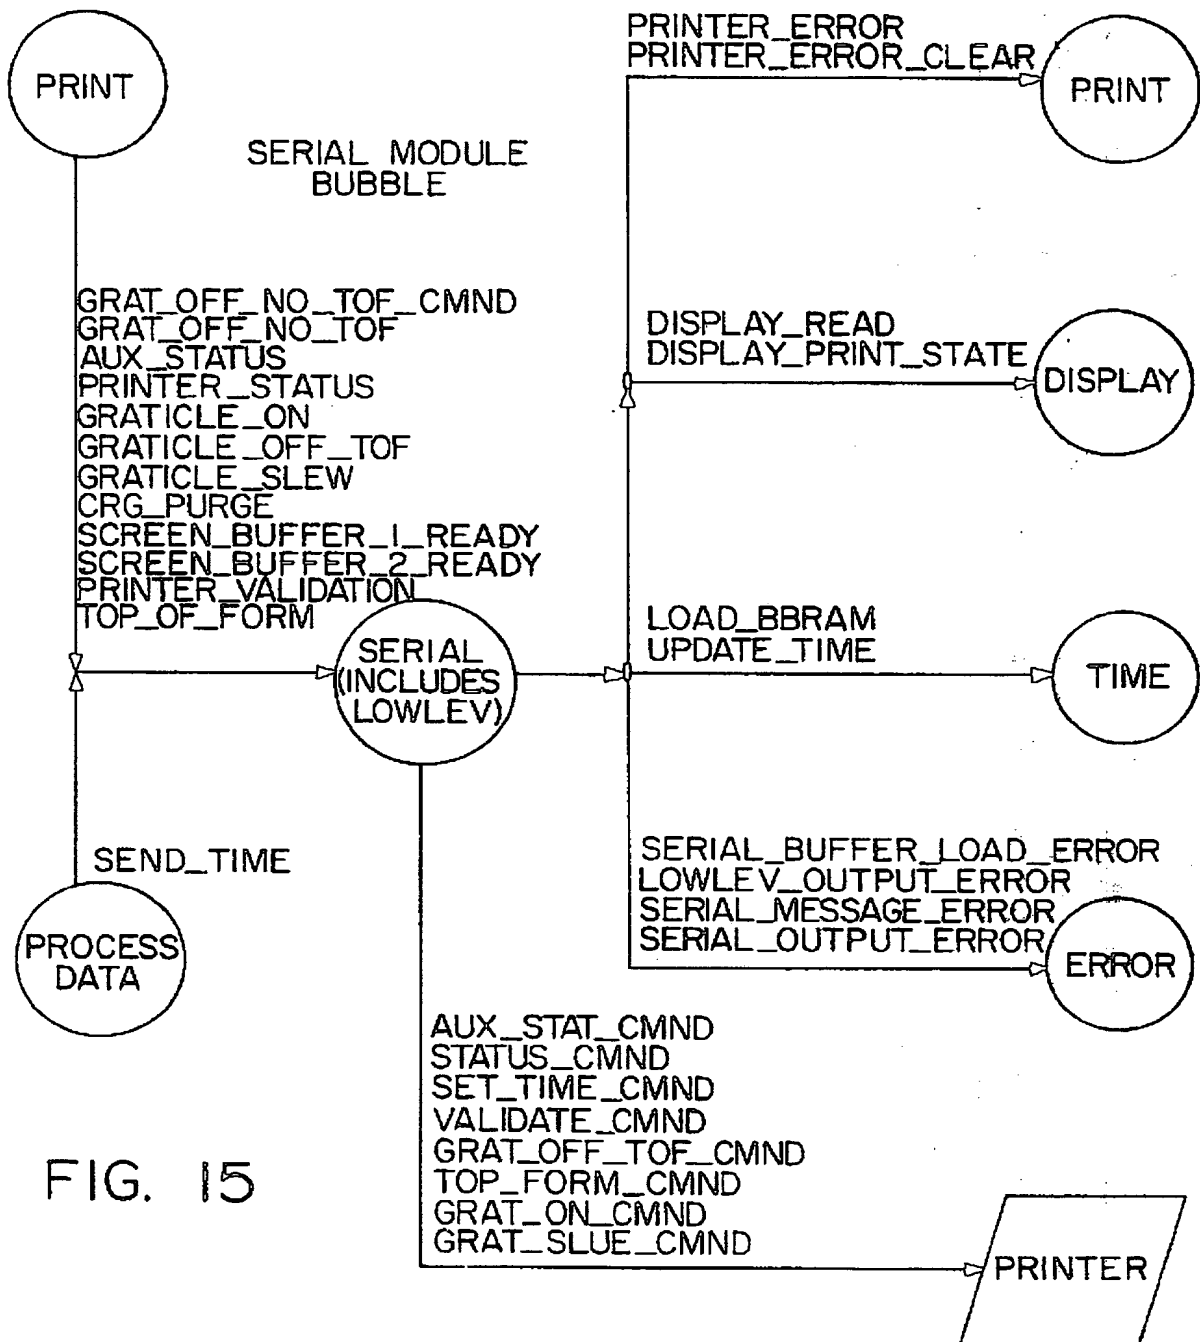 PRINT
SERIAL MODULE
BUBBLE
GRAT_OFF_NO_TOF_CMND
GRAT_OFF_NO_TOF
AUX_STATUS
PRINTER_STATUS
GRATICLE_ON
GRATICLE_OFF_TOF
GRATICLE_SLEW
CRG_PURGE
SCREEN_BUFFER_1_READY
SCREEN_BUFFER_2_READY
PRINTER_VALIDATION
TOP_OF_FORM
SERIAL
(INCLUDES
LOWLEV)
SEND_TIME
PROCESS
DATA
PRINTER_ERROR
PRINTER_ERROR_CLEAR
PRINT
DISPLAY_READ
DISPLAY_PRINT_STATE
DISPLAY
LOAD_BBRAM
UPDATE_TIME
TIME
SERIAL_BUFFER_LOAD_ERROR
LOWLEV_OUTPUT_ERROR
SERIAL_MESSAGE_ERROR
SERIAL_OUTPUT_ERROR
ERROR
AUX_STAT_CMND
STATUS_CMND
SET_TIME_CMND
VALIDATE_CMND
GRAT_OFF_TOF_CMND
TOP_FORM_CMND
GRAT_ON_CMND
GRAT_SLUE_CMND
PRINTER
FIG. 15